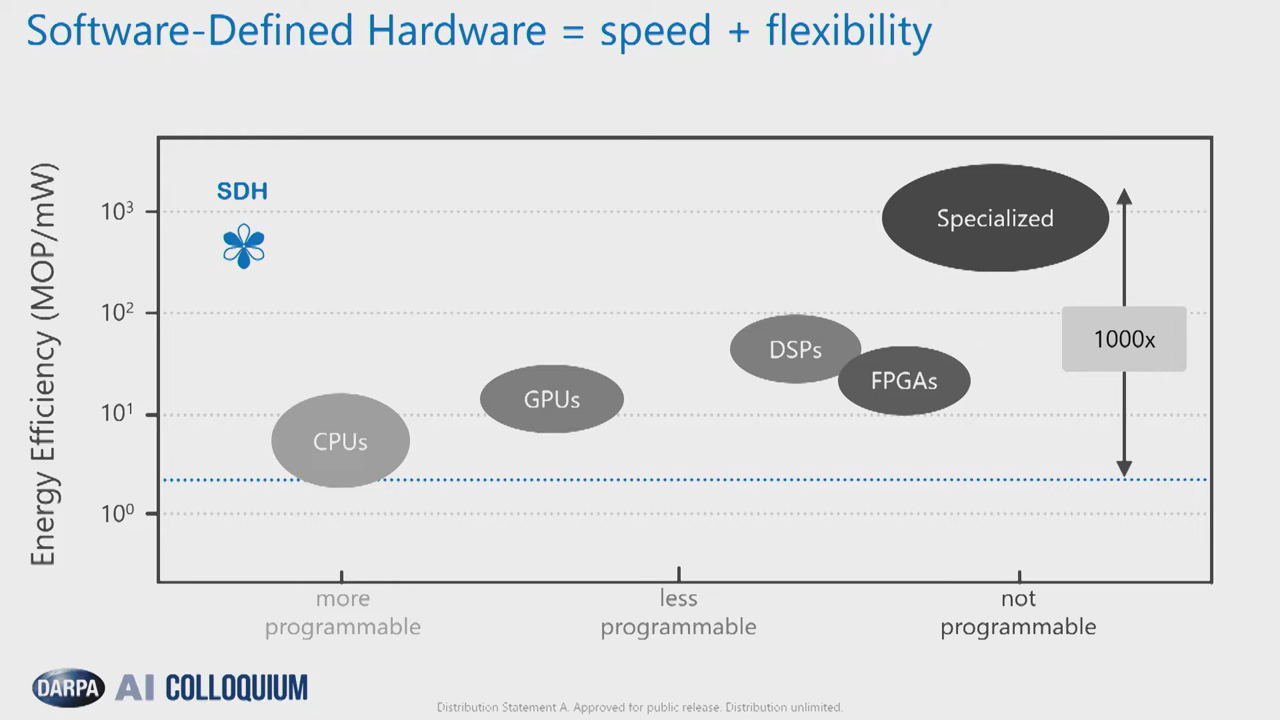 Software-Defined Hardware = speed + flexibility
Energy Efficiency (MOP/mW)
10³
10²
10¹
10⁰
SDH
Specialized
1000x
DSPs
FPGAs
GPUs
CPUs
more
programmable
less
programmable
not
programmable
DARPA AI COLLOQUIUM
Distribution Statement A. Approved for public release. Distribution unlimited.